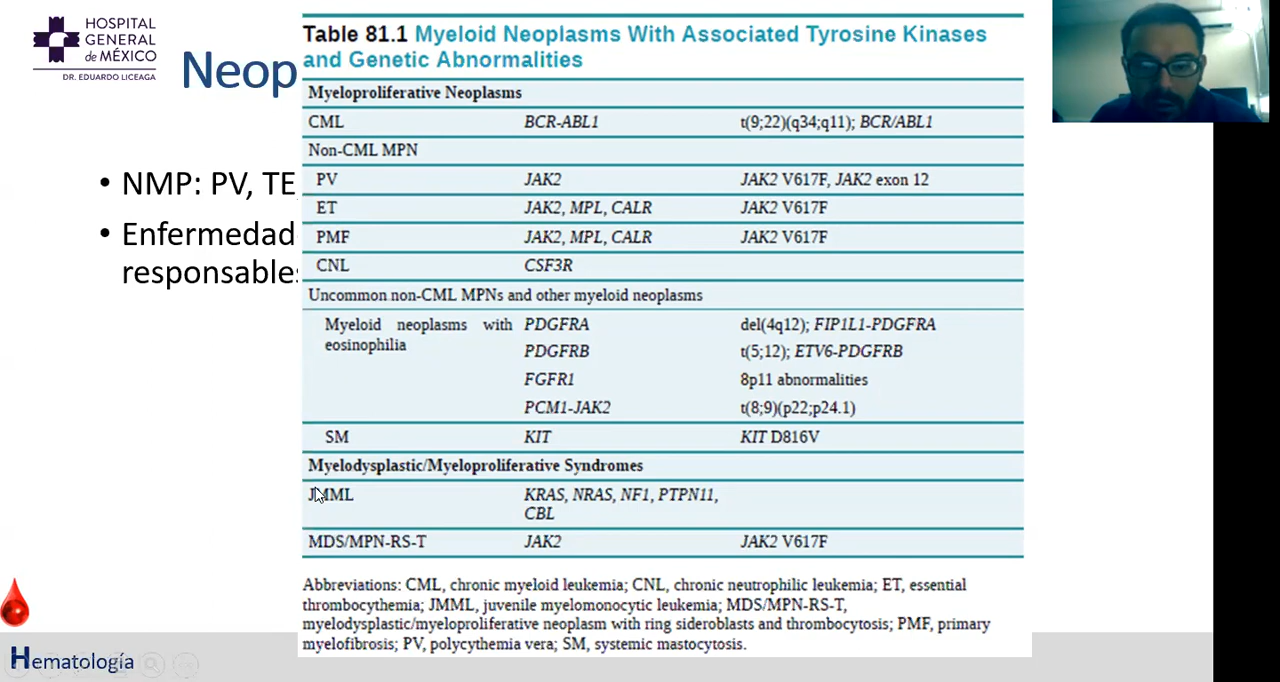 HOSPITAL
GENERAL
de MÉXICO
DR. EDUARDO LICEAGA
Neop
• NMP: PV, TE,
• Enfermedad
responsables
Table 81.1 Myeloid Neoplasms With Associated Tyrosine Kinases
and Genetic Abnormalities
Myeloproliferative Neoplasms
CML BCR-ABL1 t(9;22)(q34;q11); BCR/ABL1
Non-CML MPN
PV JAK2 JAK2 V617F, JAK2 exon 12
ET JAK2, MPL, CALR JAK2 V617F
PMF JAK2, MPL, CALR JAK2 V617F
CNL CSF3R
Uncommon non-CML MPNs and other myeloid neoplasms
Myeloid neoplasms with PDGFRA del(4q12); FIP1L1-PDGFRA
eosinophilia
PDGFRB t(5;12); ETV6-PDGFRB
FGFR1 8p11 abnormalities
PCM1-JAK2 t(8;9)(p22;p24.1)
SM KIT KIT D816V
Myelodysplastic/Myeloproliferative Syndromes
JMML KRAS, NRAS, NF1, PTPN11,
CBL
MDS/MPN-RS-T JAK2 JAK2 V617F
Abbreviations: CML, chronic myeloid leukemia; CNL, chronic neutrophilic leukemia; ET, essential
thrombocythemia; JMML, juvenile myelomonocytic leukemia; MDS/MPN-RS-T,
myelodysplastic/myeloproliferative neoplasm with ring sideroblasts and thrombocytosis; PMF, primary
myelofibrosis; PV, polycythemia vera; SM, systemic mastocytosis.
Hematología